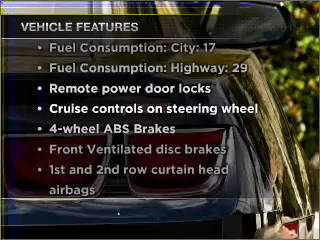 VEHICLE FEATURES
• Fuel Consumption: City: 17
• Fuel Consumption: Highway: 29
• Remote power door locks
• Cruise controls on steering wheel
• 4-wheel ABS Brakes
• Front Ventilated disc brakes
• 1st and 2nd row curtain head
airbags